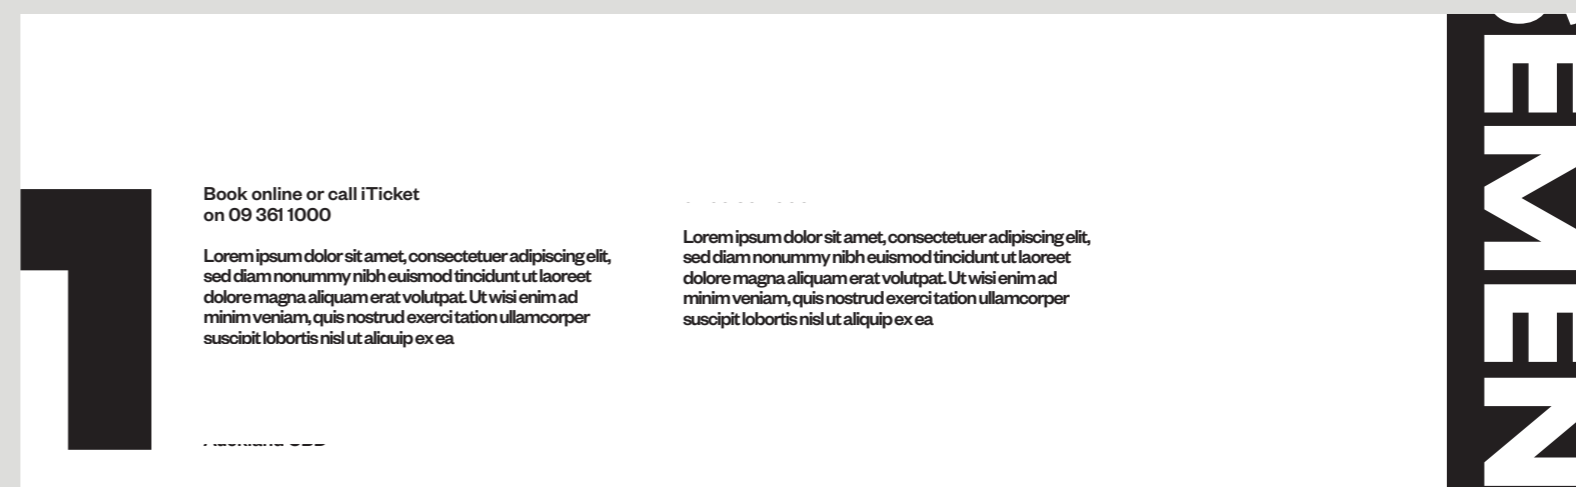 1
Book online or call iTicket
on 09 361 1000
Lorem ipsum dolor sit amet, consectetuer adipiscing elit,
sed diam nonummy nibh euismod tincidunt ut laoreet
dolore magna aliquam erat volutpat. Ut wisi enim ad
minim veniam, quis nostrud exerci tation ullamcorper
suscipit lobortis nisl ut aliquip ex ea
Lorem ipsum dolor sit amet, consectetuer adipiscing elit,
sed diam nonummy nibh euismod tincidunt ut laoreet
dolore magna aliquam erat volutpat. Ut wisi enim ad
minim veniam, quis nostrud exerci tation ullamcorper
suscipit lobortis nisl ut aliquip ex ea
EMEN